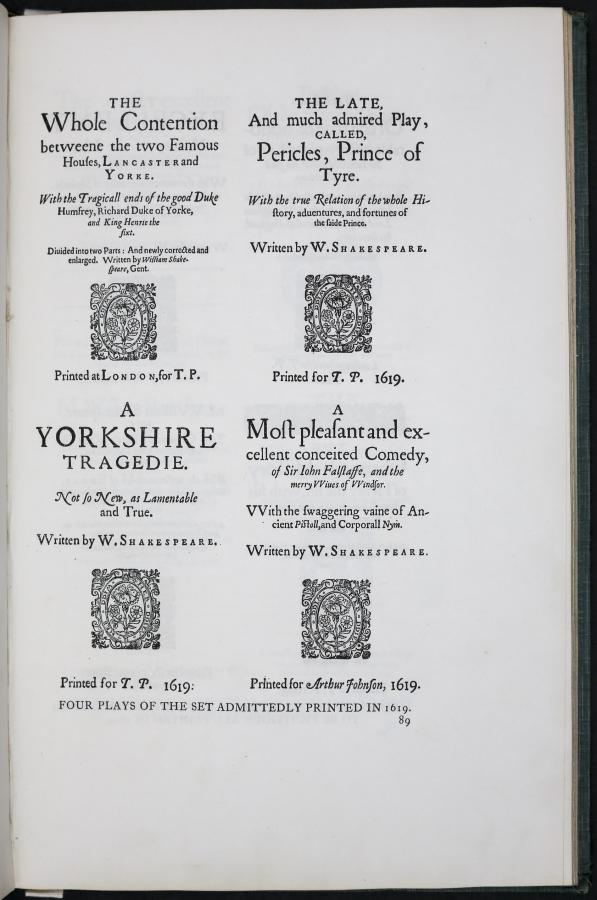 THE
Whole Contention
betweene the two Famous
Houſes, LANCASTER and
YORKE.
With the Tragicall ends of the good Duke
Humfrey, Richard Duke of Yorke,
and King Henrie the
ſixt.
Diuided into two Parts: And newly corrected and
enlarged. Written by William Shake-
ſpeare, Gent.
Printed at LONDON, for T. P.
THE LATE,
And much admired Play,
CALLED,
Pericles, Prince of
Tyre.
With the true Relation of the whole Hi-
ſtory, aduentures, and fortunes of
the ſaide Prince.
Written by W. SHAKESPEARE.
Printed for T. P. 1619.
A
YORKSHIRE
TRAGEDIE.
Not ſo New, as Lamentable
and True.
Written by W. SHAKESPEARE.
Printed for T. P. 1619:
A
Moſt pleaſant and ex-
cellent conceited Comedy,
of Sir Iohn Falſtaffe, and the
merry VViues of VVindſor.
VVith the ſwaggering vaine of An-
cient Piſtoll, and Corporall Nym.
Written by W. SHAKESPEARE.
Printed for Arthur Johnſon, 1619.
FOUR PLAYS OF THE SET ADMITTEDLY PRINTED IN 1619.
89